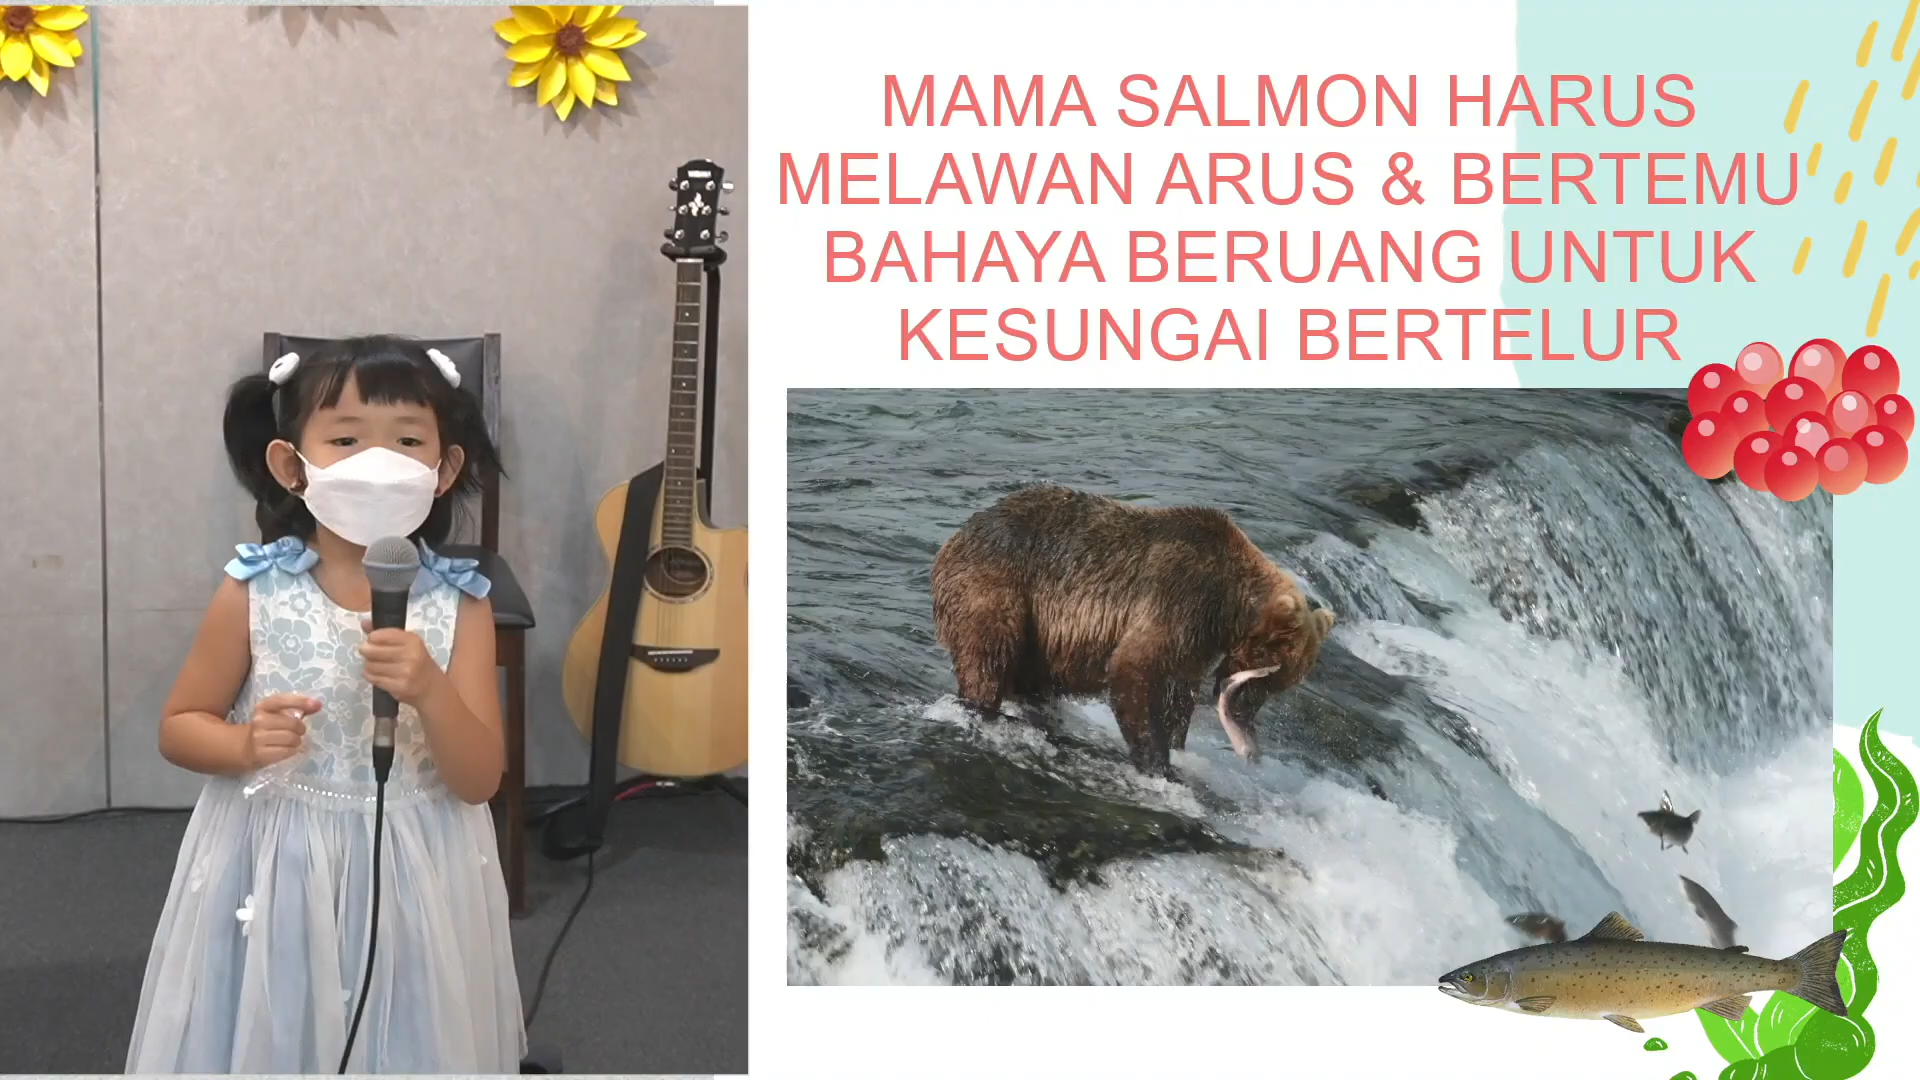 MAMA SALMON HARUS
MELAWAN ARUS & BERTEMU
BAHAYA BERUANG UNTUK
KESUNGAI BERTELUR